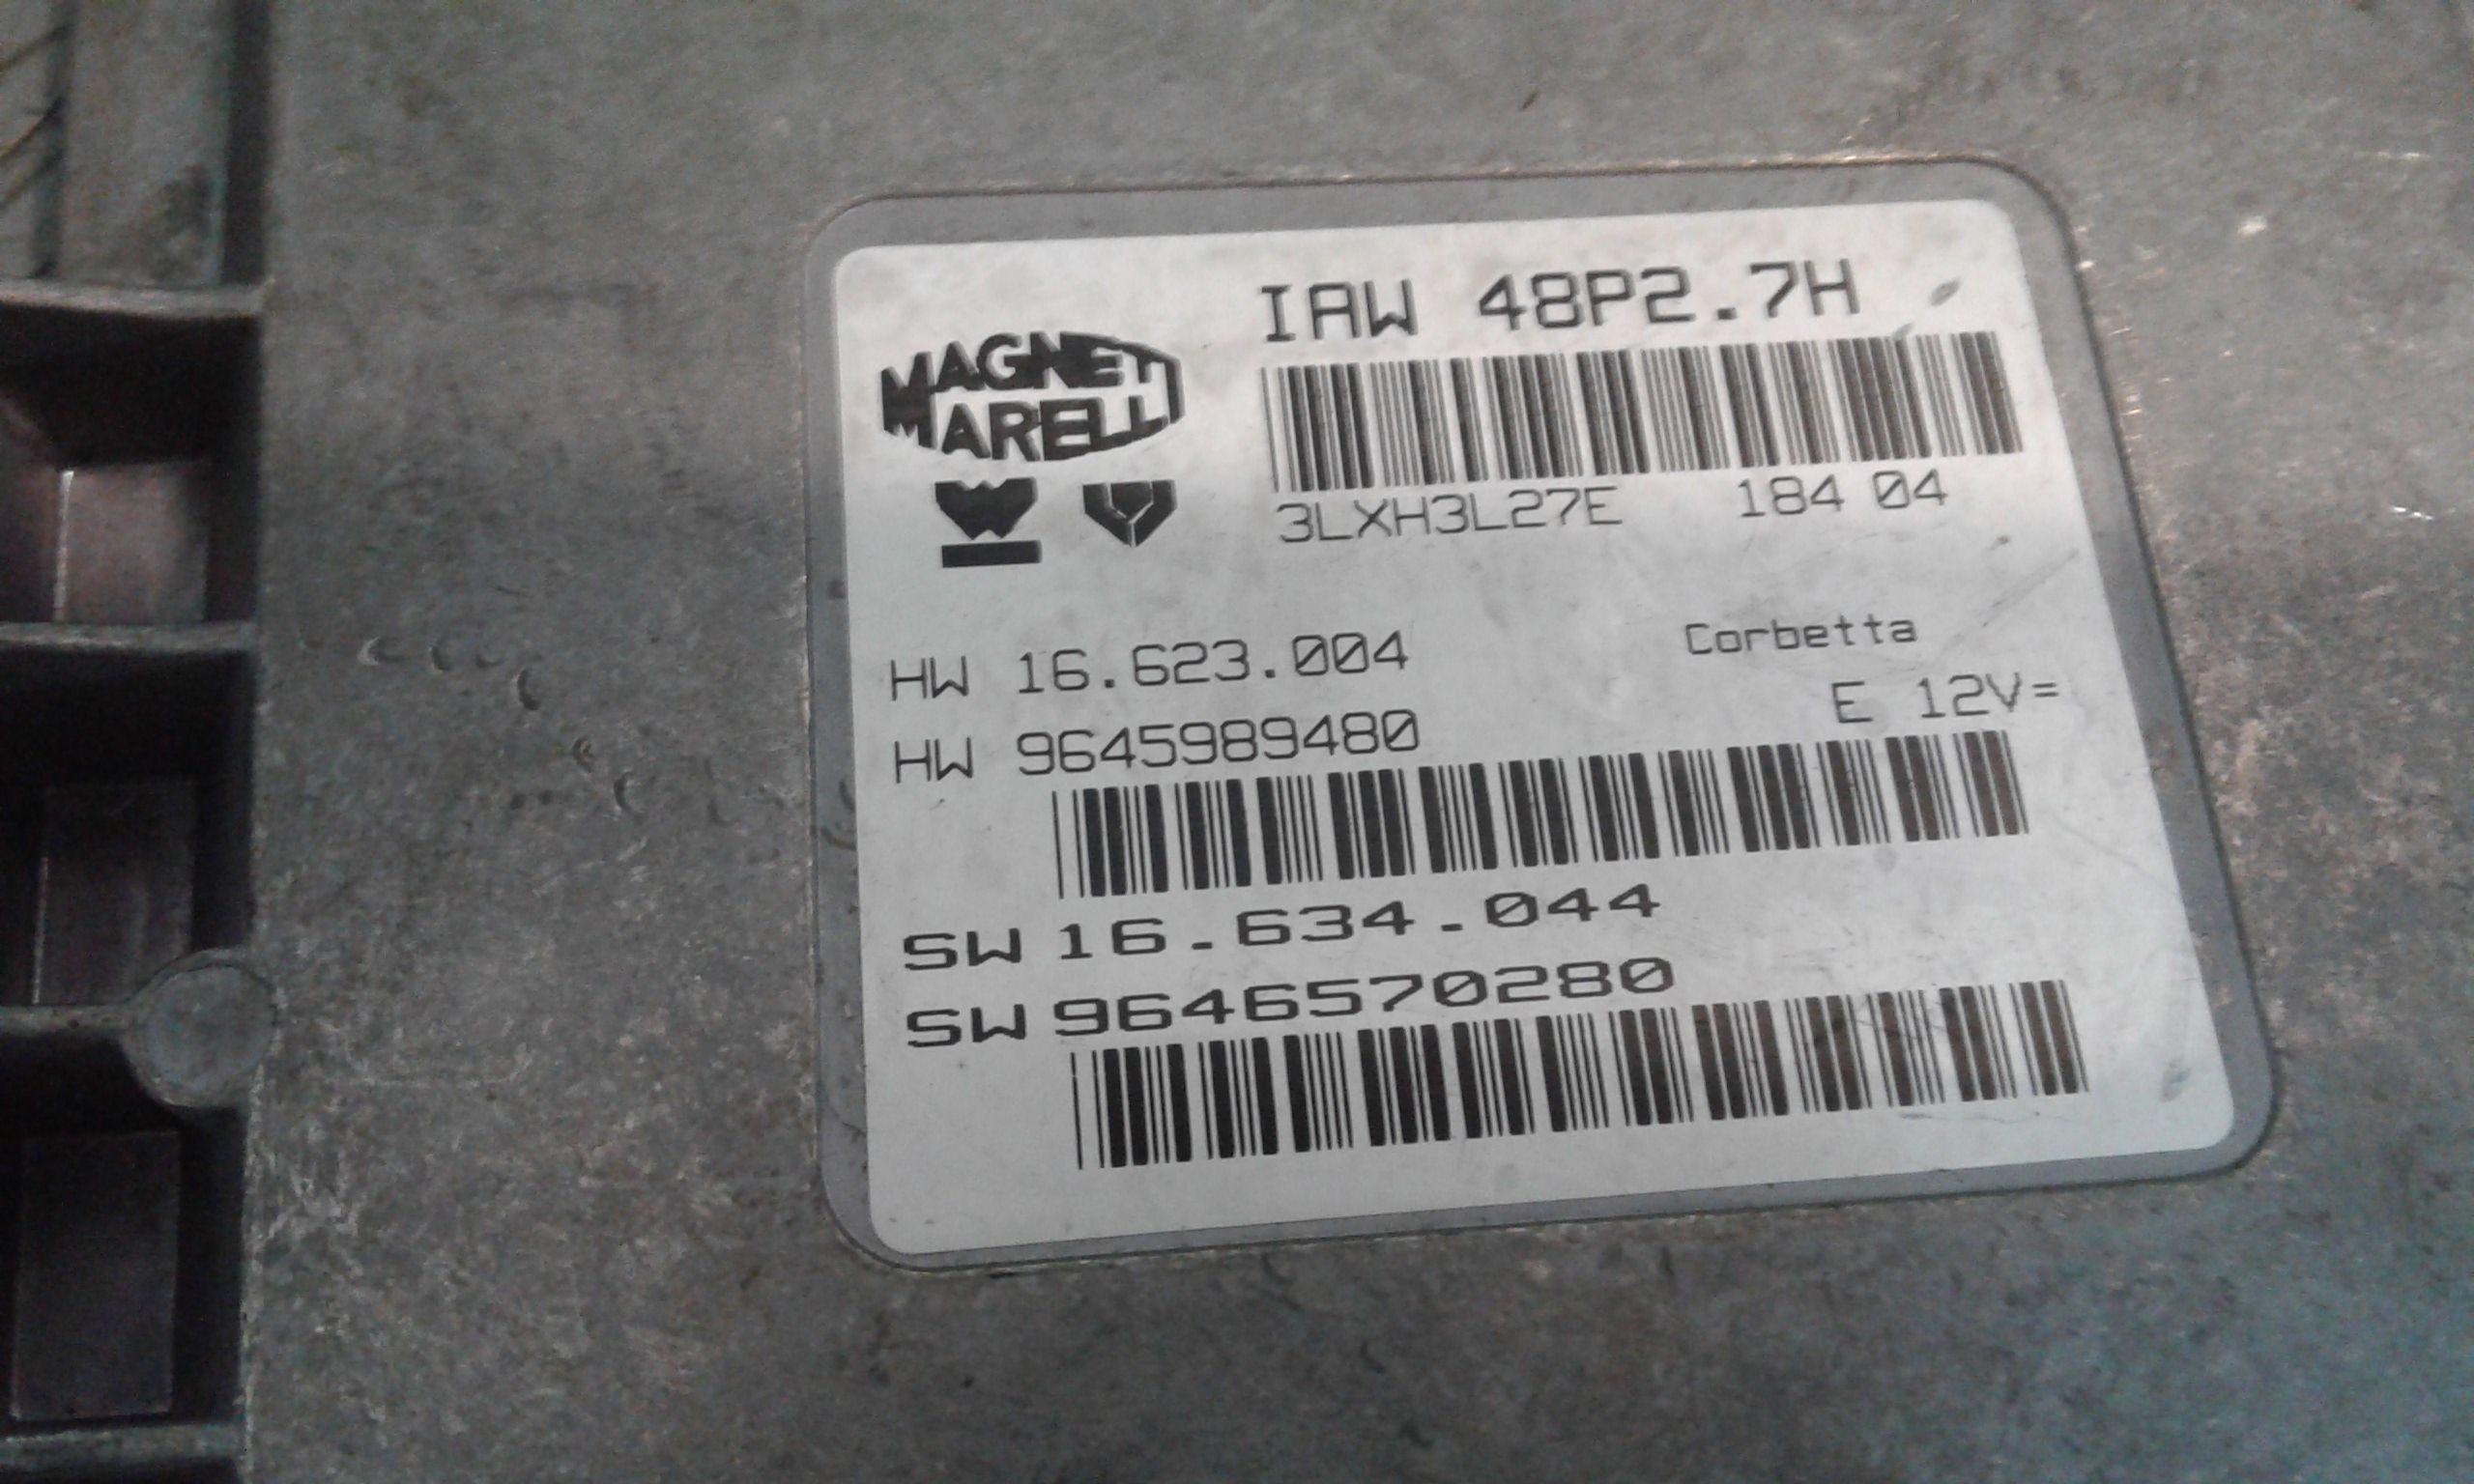 IAW 48P2.7H
MAGNETI
MARELLI
3LXH3L27E 184 04
HW 16.623.004 Corbetta
HW 9645989480 E 12V=
SW 16.634.044
SW 9646570280